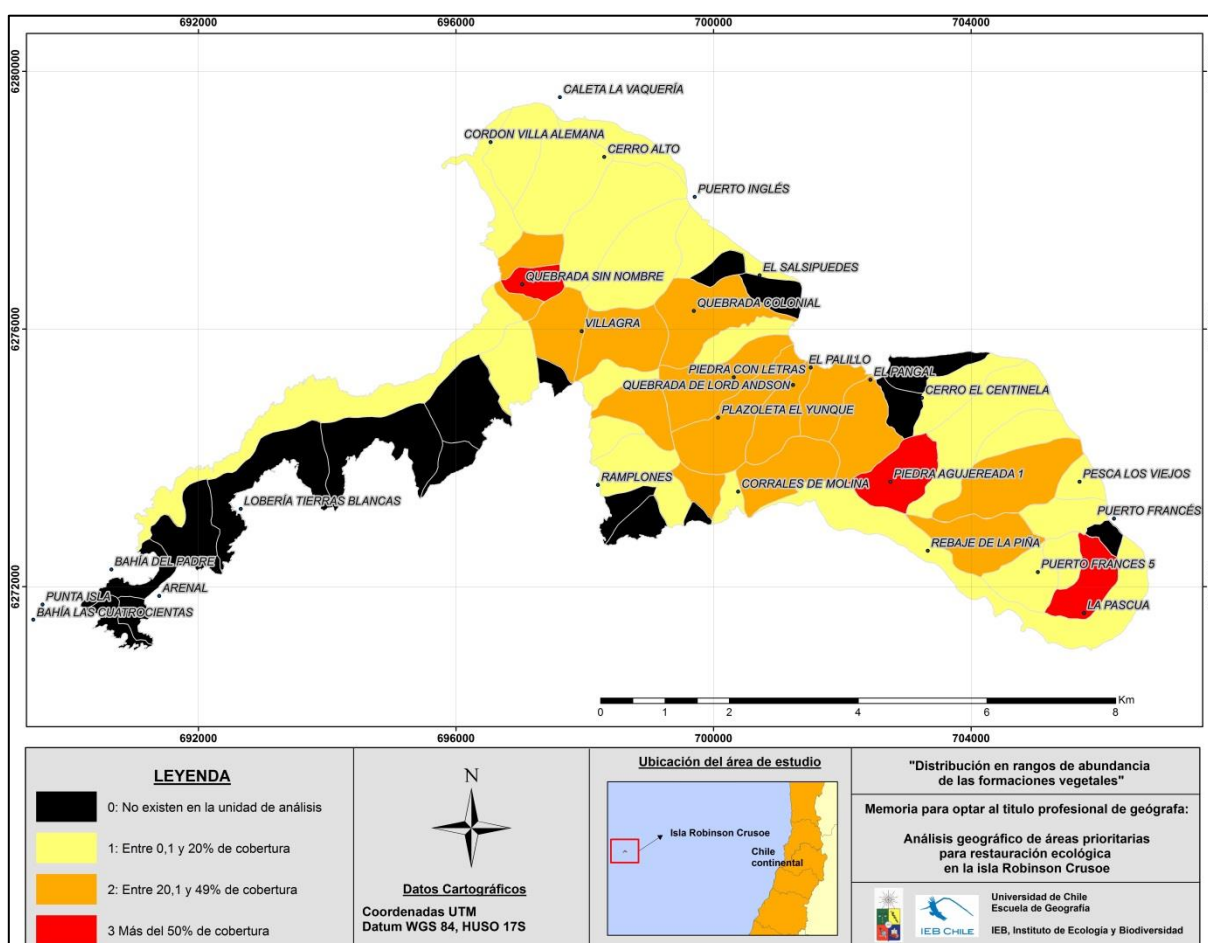 692000
696000
700000
704000
6280000
6280000
CALETA LA VAQUERÍA
CORDON VILLA ALEMANA
CERRO ALTO
PUERTO INGLÉS
EL SALSIPUEDES
QUEBRADA SIN NOMBRE
QUEBRADA COLONIAL
6276000
6276000
VILLAGRA
EL PALILLO
PIEDRA CON LETRAS
EL PANGAL
QUEBRADA DE LORD ANDSON
CERRO EL CENTINELA
PLAZOLETA EL YUNQUE
RAMPLONES
CORRALES DE MOLINA
PIEDRA AGUJEREADA 1
PESCA LOS VIEJOS
LOBERÍA TIERRAS BLANCAS
PUERTO FRANCÉS
REBAJE DE LA PIÑA
BAHÍA DEL PADRE
PUERTO FRANCES 5
6272000
6272000
ARENAL
PUNTA ISLA
BAHÍA LAS CUATROCIENTAS
LA PASCUA
Km
0 1 2 4 6 8
692000
696000
700000
704000
LEYENDA
0: No existen en la unidad de análisis
1: Entre 0,1 y 20% de cobertura
2: Entre 20,1 y 49% de cobertura
3 Más del 50% de cobertura
N
Datos Cartográficos
Coordenadas UTM
Datum WGS 84, HUSO 17S
Ubicación del área de estudio
Isla Robinson Crusoe
Chile
continental
"Distribución en rangos de abundancia
de las formaciones vegetales"
Memoria para optar al titulo profesional de geógrafa:
Análisis geográfico de áreas prioritarias
para restauración ecológica
en la isla Robinson Crusoe
IEB CHILE
Universidad de Chile
Escuela de Geografía
IEB, Instituto de Ecología y Biodiversidad